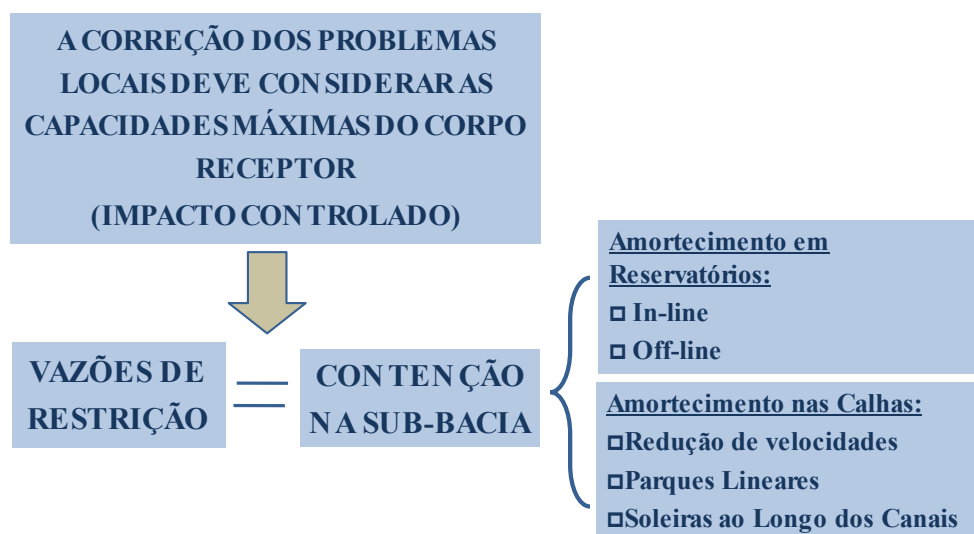 A CORREÇÃO DOS PROBLEMAS
LOCAIS DEVE CONSIDERAR AS
CAPACIDADES MÁXIMAS DO CORPO
RECEPTOR
(IMPACTO CONTROLADO)
VAZÕES DE
RESTRIÇÃO
CONTENÇÃO
NA SUB-BACIA
Amortecimento em
Reservatórios:
In-line
Off-line
Amortecimento nas Calhas:
Redução de velocidades
Parques Lineares
Soleiras ao Longo dos Canais